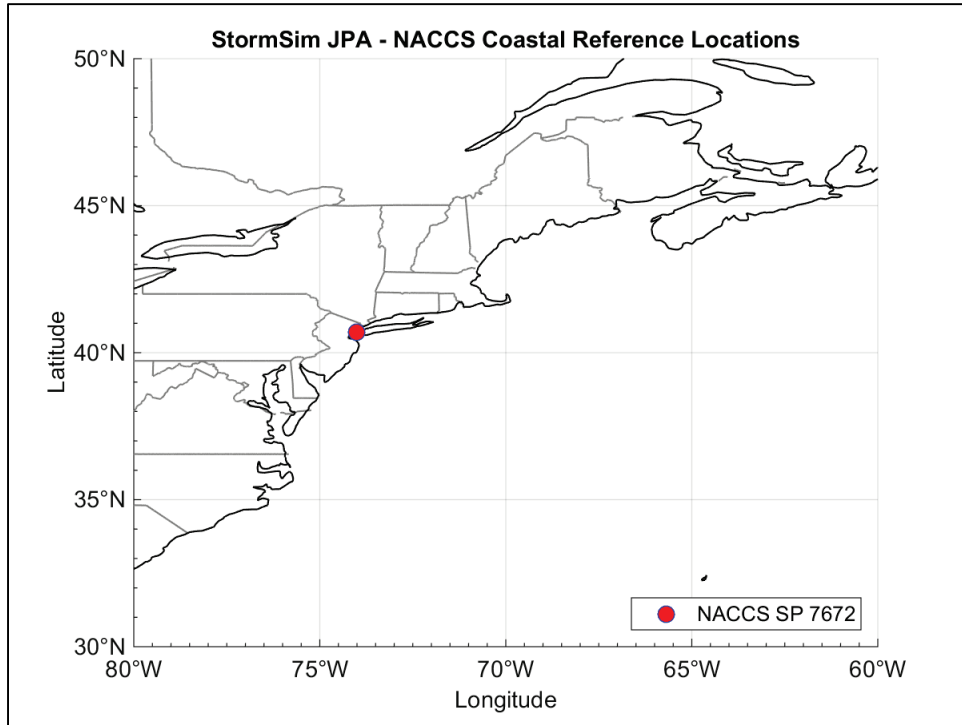 StormSim JPA - NACCS Coastal Reference Locations
50°N
45°N
40°N
35°N
30°N
Latitude
80°W
75°W
70°W
65°W
60°W
Longitude
NACCS SP 7672